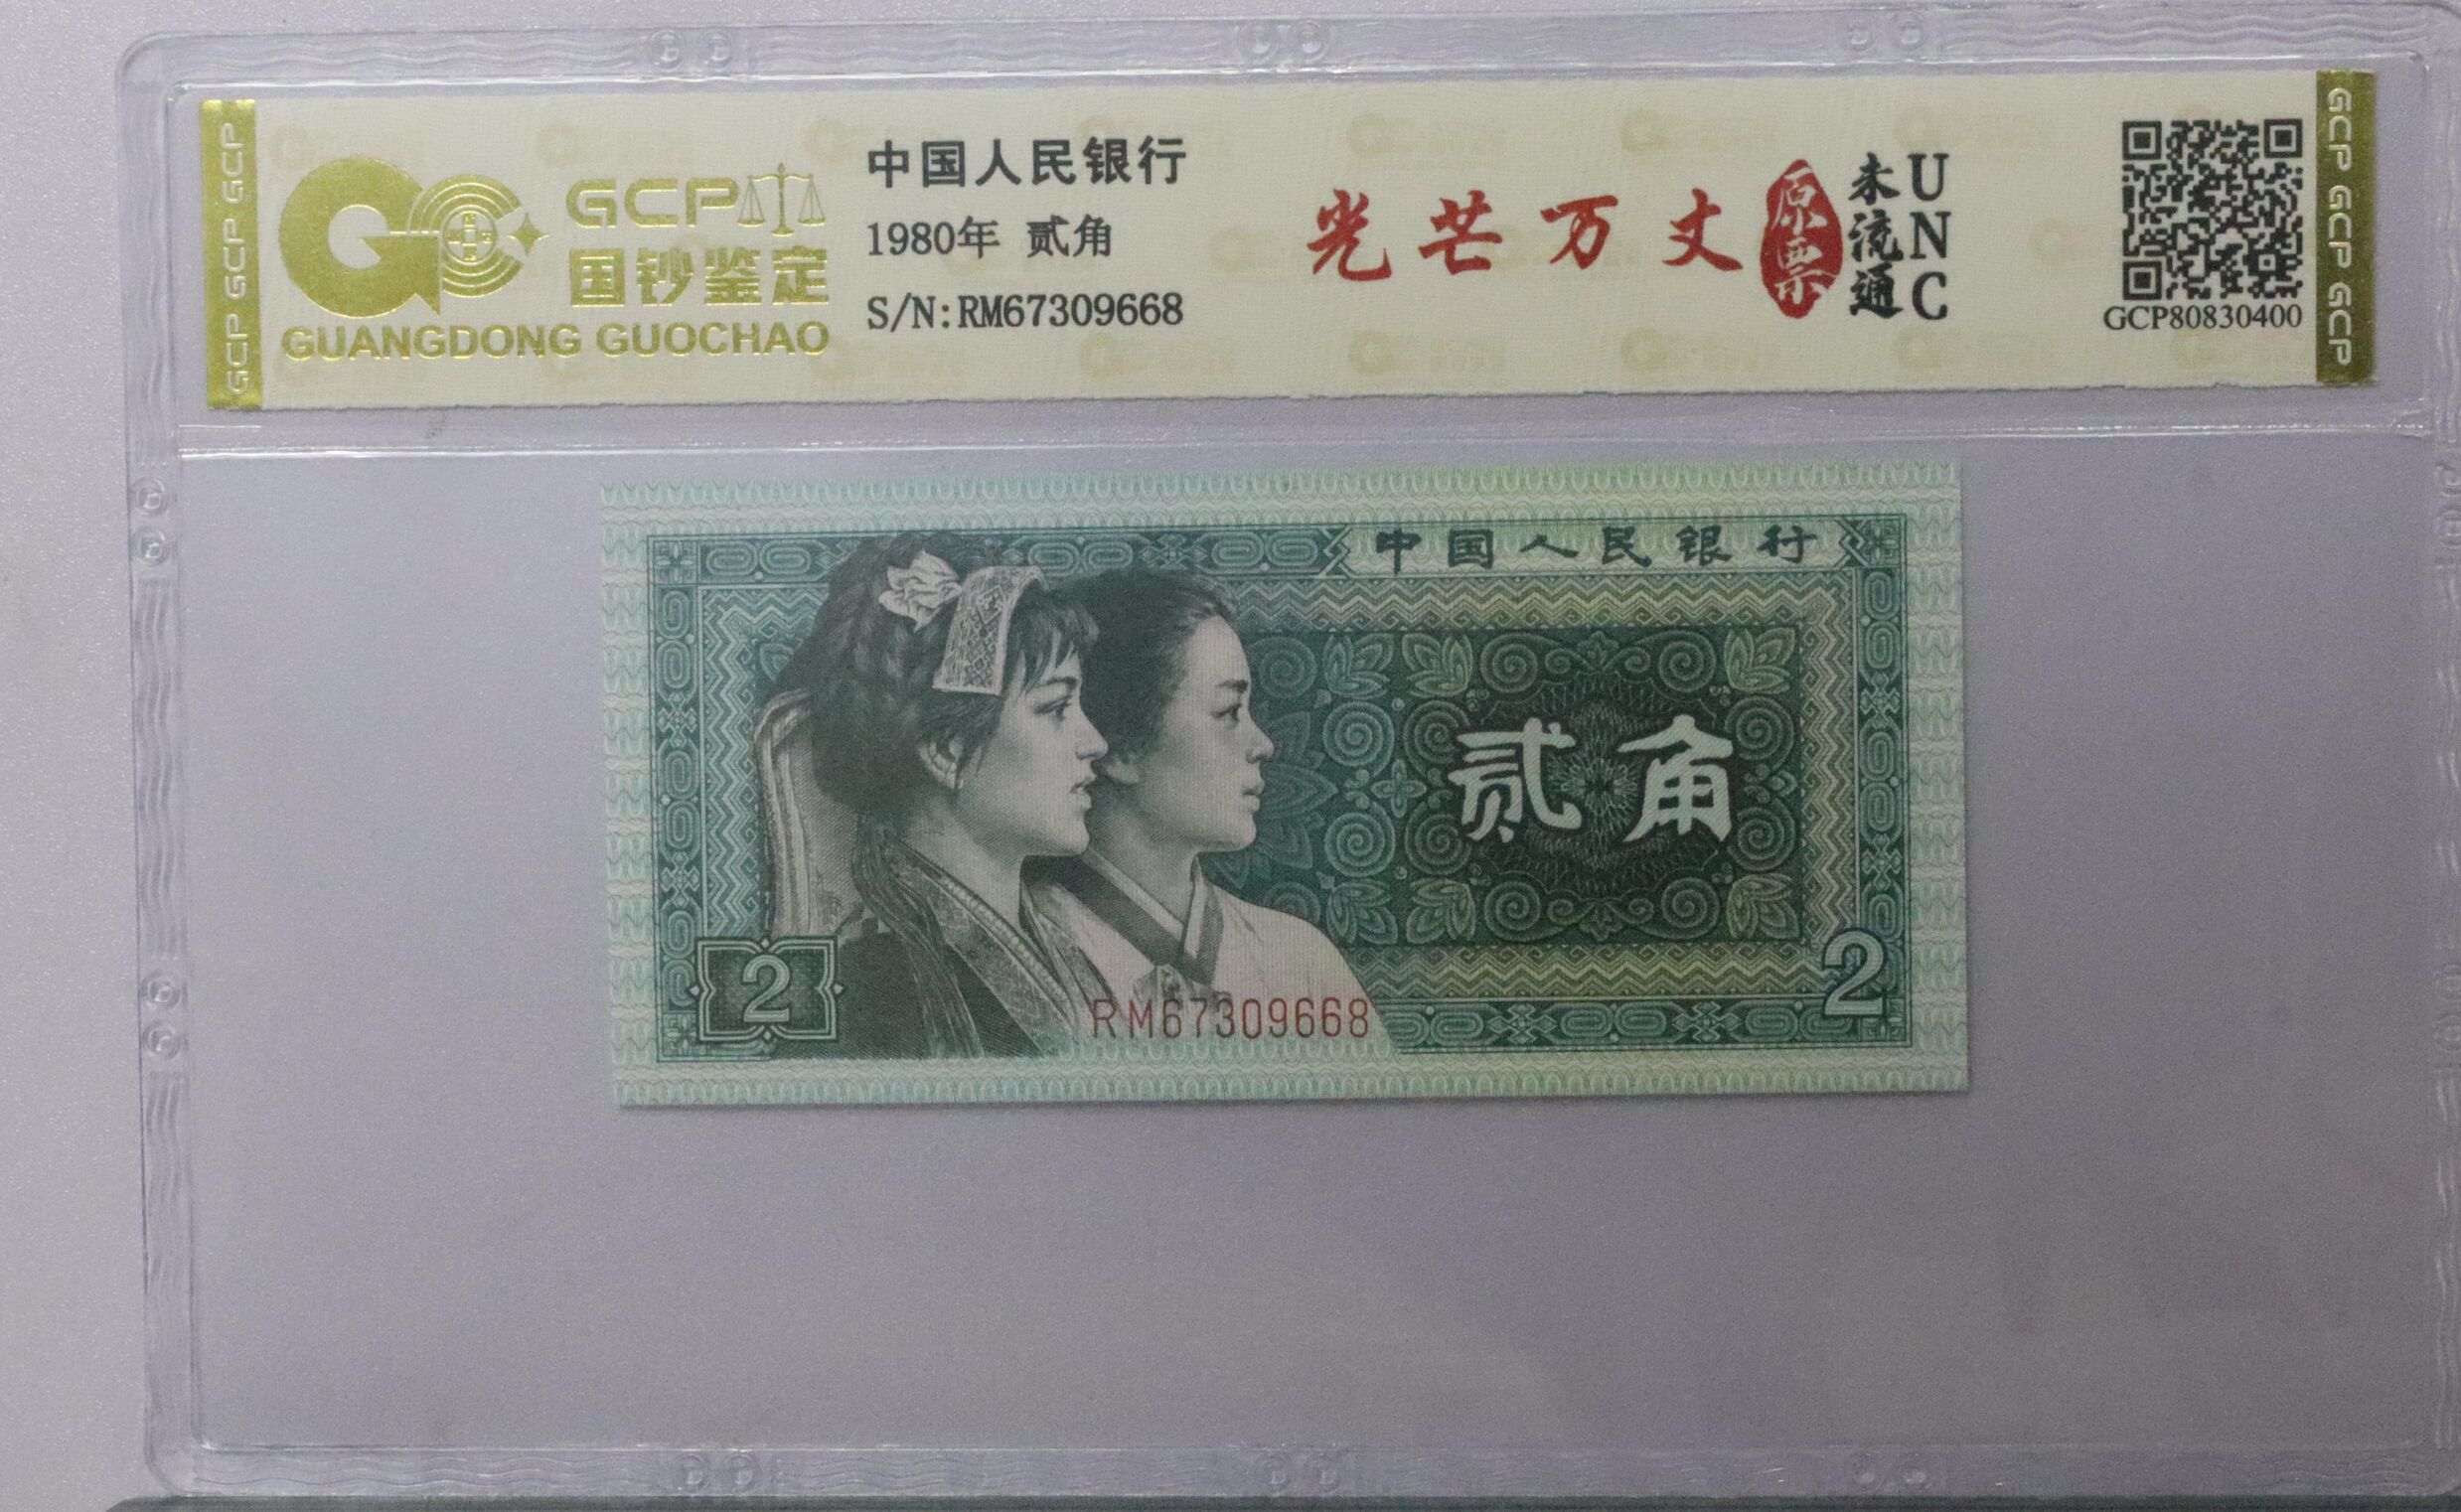 GCP GCP GCP
GCP
国钞鉴定
GUANGDONG GUOCHAO
中国人民银行
1980年 贰角
S/N:RM67309668
光芒万丈
原票
未流通
UNC
GCP80830400
GCP GCP GCP
中国人民银行
贰角
2
RM67309668
2